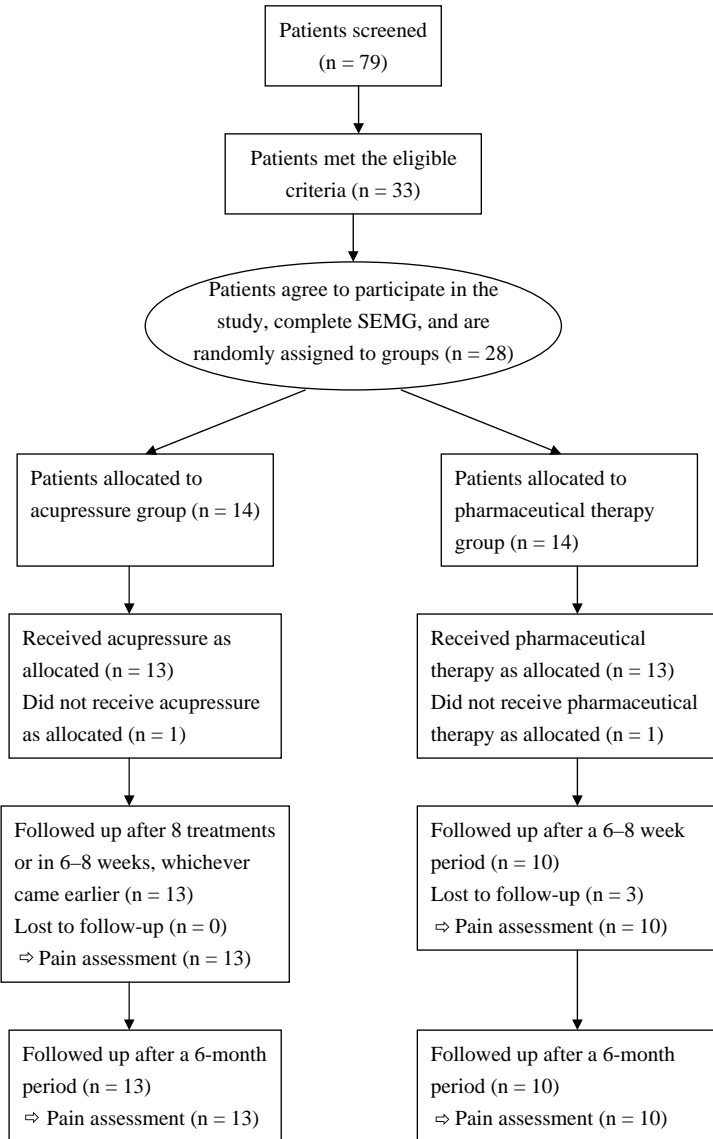 Patients screened
(n = 79)
Patients met the eligible
criteria (n = 33)
Patients agree to participate in the
study, complete SEMG, and are
randomly assigned to groups (n = 28)
Patients allocated to
acupressure group (n = 14)
Patients allocated to
pharmaceutical therapy
group (n = 14)
Received acupressure as
allocated (n = 13)
Did not receive acupressure
as allocated (n = 1)
Received pharmaceutical
therapy as allocated (n = 13)
Did not receive pharmaceutical
therapy as allocated (n = 1)
Followed up after 8 treatments
or in 6–8 weeks, whichever
came earlier (n = 13)
Lost to follow-up (n = 0)
⇨ Pain assessment (n = 13)
Followed up after a 6–8 week
period (n = 10)
Lost to follow-up (n = 3)
⇨ Pain assessment (n = 10)
Followed up after a 6-month
period (n = 13)
⇨ Pain assessment (n = 13)
Followed up after a 6-month
period (n = 10)
⇨ Pain assessment (n = 10)